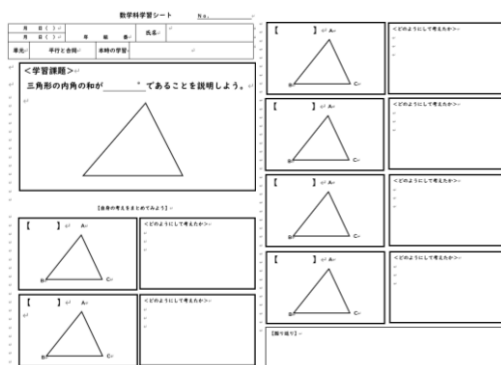 数学科学習シート No.
月 日( )
月 日( )
年 組 番
氏名
単元 平行と合同 本時の学習
＜学習課題＞
三角形の内角の和が＿＿＿＿°であることを説明しよう。
【自身の考えをまとめてみよう】
【 】 A
B C
＜どのようにして考えたか＞
【 】 A
B C
＜どのようにして考えたか＞
【 】 A
B C
＜どのようにして考えたか＞
【 】 A
B C
＜どのようにして考えたか＞
【 】 A
B C
＜どのようにして考えたか＞
【 】 A
B C
＜どのようにして考えたか＞
【振り返り】